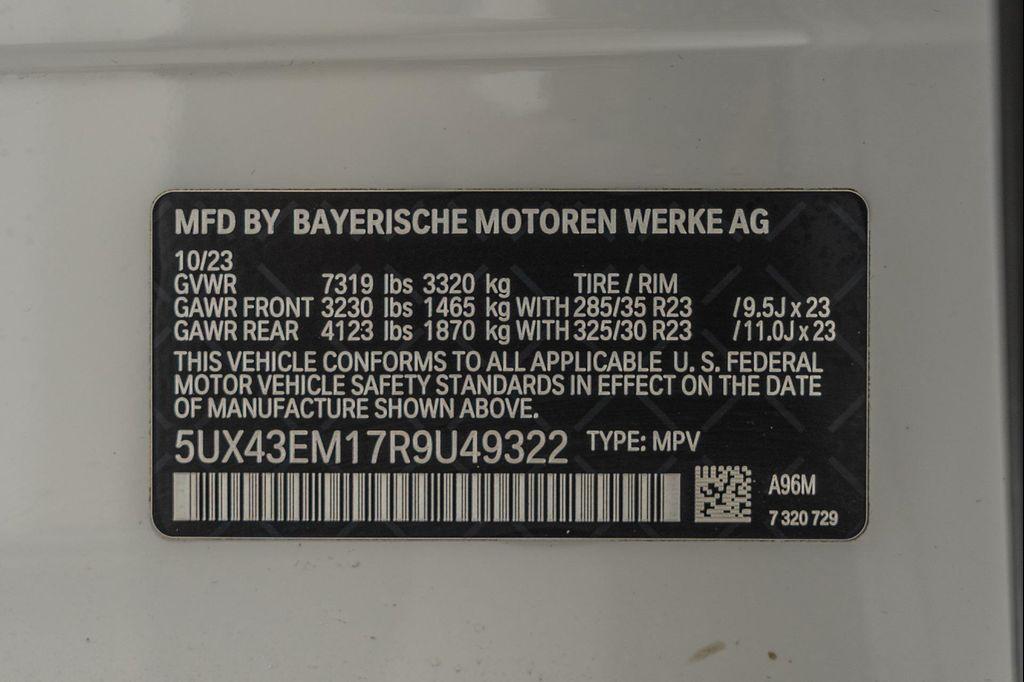 MFD BY BAYERISCHE MOTOREN WERKE AG
10/23
GVWR 7319 lbs 3320 kg TIRE / RIM
GAWR FRONT 3230 lbs 1465 kg WITH 285/35 R23 /9.5J x 23
GAWR REAR 4123 lbs 1870 kg WITH 325/30 R23 /11.0J x 23
THIS VEHICLE CONFORMS TO ALL APPLICABLE U. S. FEDERAL
MOTOR VEHICLE SAFETY STANDARDS IN EFFECT ON THE DATE
OF MANUFACTURE SHOWN ABOVE.
5UX43EM17R9U49322 TYPE: MPV
A96M
7 320 729